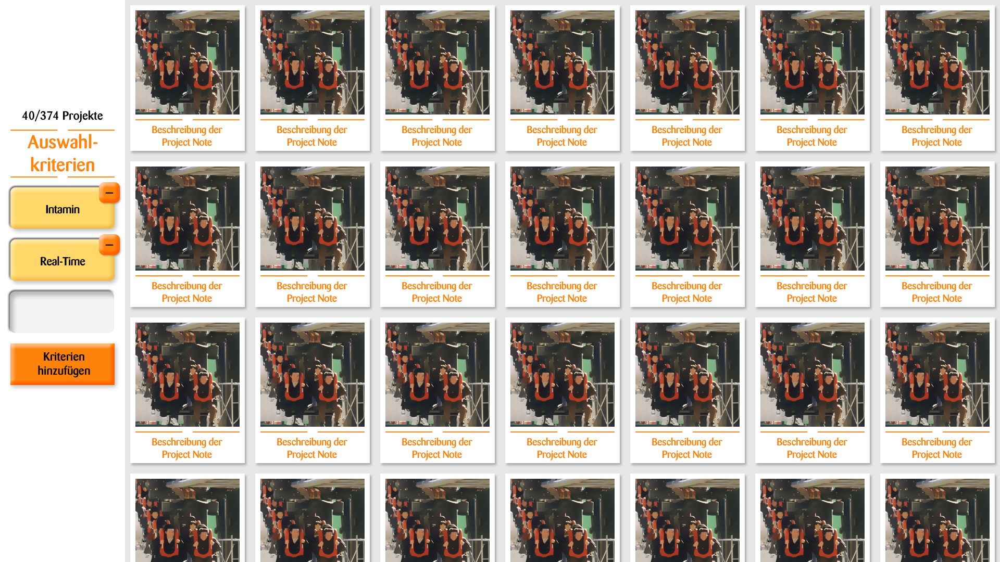 40/374 Projekte
Auswahl-
kriterien
Intamin
Real-Time
Kriterien
hinzufügen
Beschreibung der
Project Note
Beschreibung der
Project Note
Beschreibung der
Project Note
Beschreibung der
Project Note
Beschreibung der
Project Note
Beschreibung der
Project Note
Beschreibung der
Project Note
Beschreibung der
Project Note
Beschreibung der
Project Note
Beschreibung der
Project Note
Beschreibung der
Project Note
Beschreibung der
Project Note
Beschreibung der
Project Note
Beschreibung der
Project Note
Beschreibung der
Project Note
Beschreibung der
Project Note
Beschreibung der
Project Note
Beschreibung der
Project Note
Beschreibung der
Project Note
Beschreibung der
Project Note
Beschreibung der
Project Note